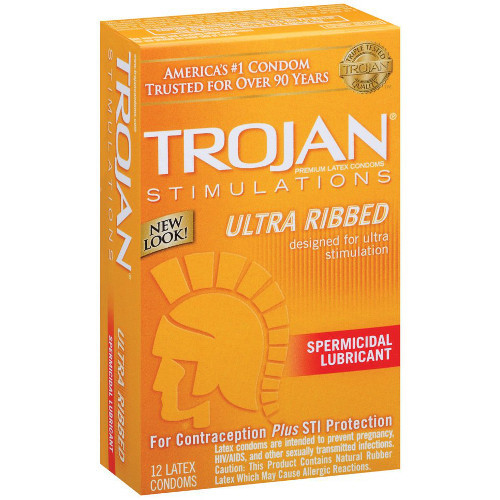 AMERICA'S #1 CONDOM
TRUSTED FOR OVER 90 YEARS
TRIPLE TESTED
TROJAN
QUALITY
TROJAN®
PREMIUM LATEX CONDOMS
STIMULATIONS
NEW
LOOK!
ULTRA RIBBED
designed for ultra
stimulation
SPERMICIDAL
LUBRICANT
For Contraception Plus STI Protection
12 LATEX
CONDOMS
Latex condoms are intended to prevent pregnancy,
HIV/AIDS, and other sexually transmitted infections.
Caution: This Product Contains Natural Rubber
Latex Which May Cause Allergic Reactions.
TROJAN
STIMULATIONS
ULTRA RIBBED
SPERMICIDAL LUBRICANT